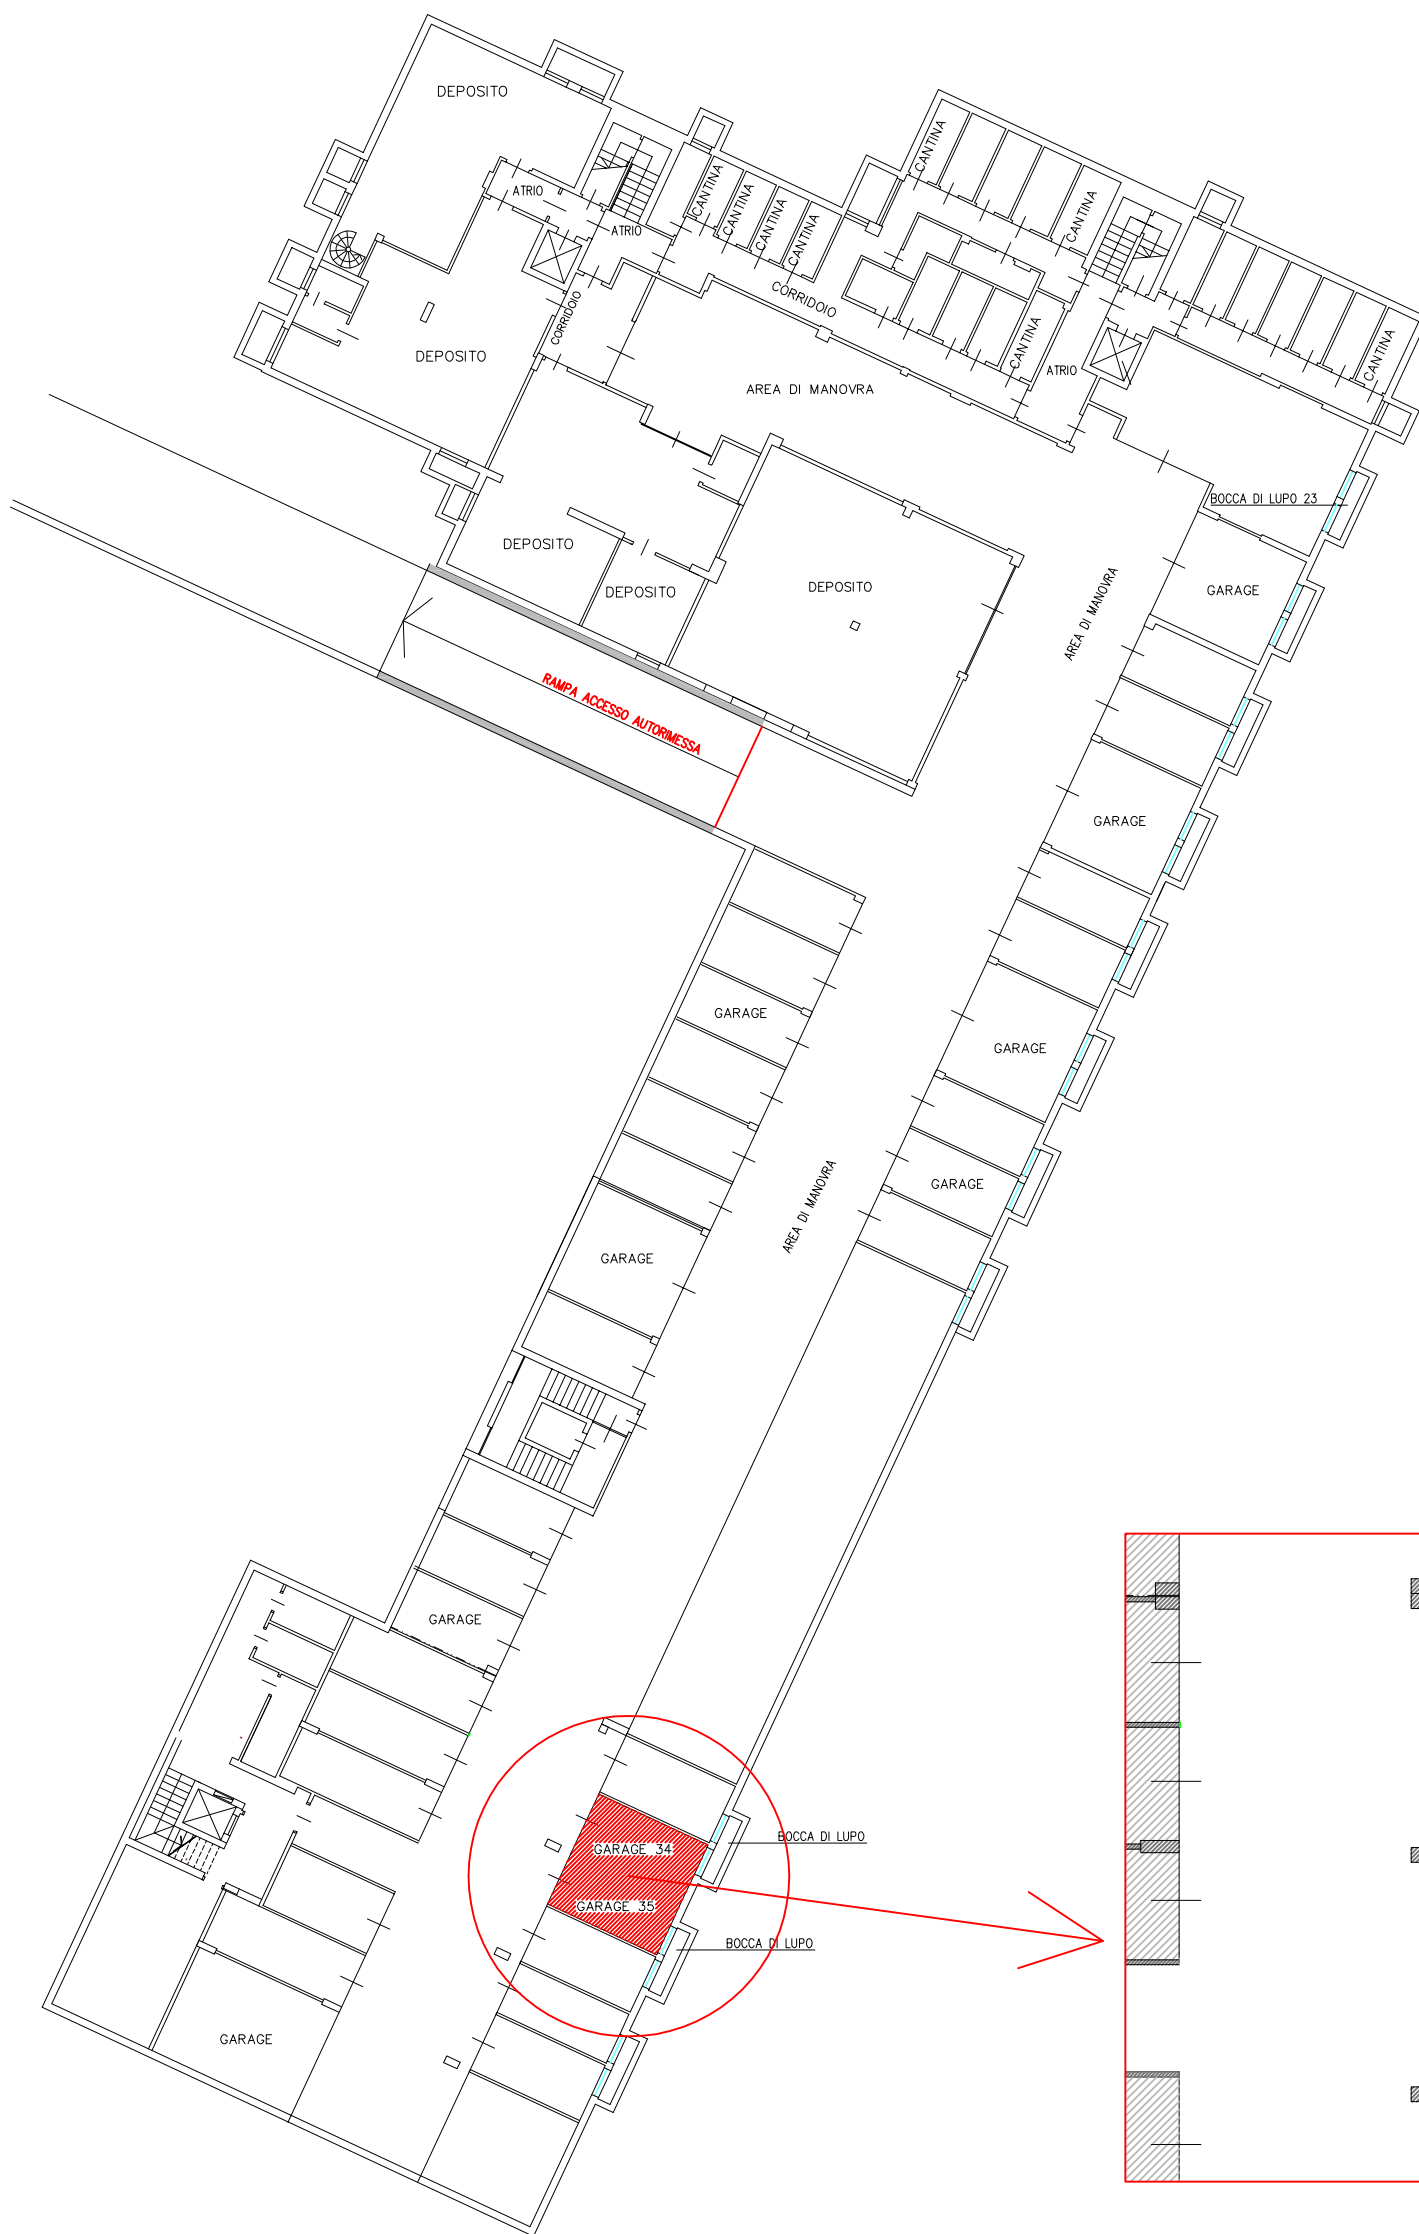 DEPOSITO
CANTINA
ATRIO
CANTINA
CANTINA
CANTINA
CANTINA
CANTINA
ATRIO
CORRIDOIO
CORRIDOIO
DEPOSITO
CANTINA
CANTINA
ATRIO
AREA DI MANOVRA
BOCCA DI LUPO 23
DEPOSITO
DEPOSITO
DEPOSITO
GARAGE
AREA DI MANOVRA
RAMPA ACCESSO AUTORIMESSA
GARAGE
GARAGE
GARAGE
GARAGE
AREA DI MANOVRA
GARAGE
GARAGE
BOCCA DI LUPO
GARAGE 34
GARAGE 35
BOCCA DI LUPO
GARAGE